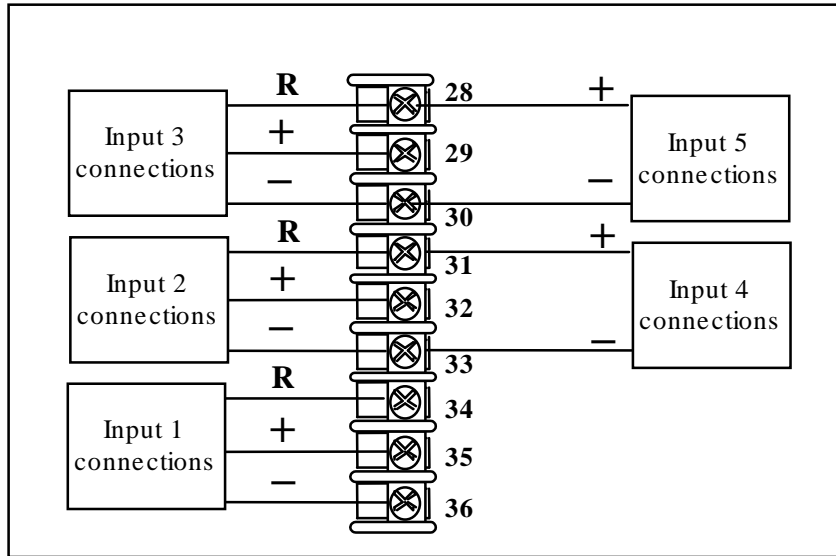 R 28 +
Input 3
connections
+ 29
Input 5
connections
− 30 −
R 31 +
Input 2
connections
+ 32
Input 4
connections
− 33 −
R 34
Input 1
connections
+ 35
− 36